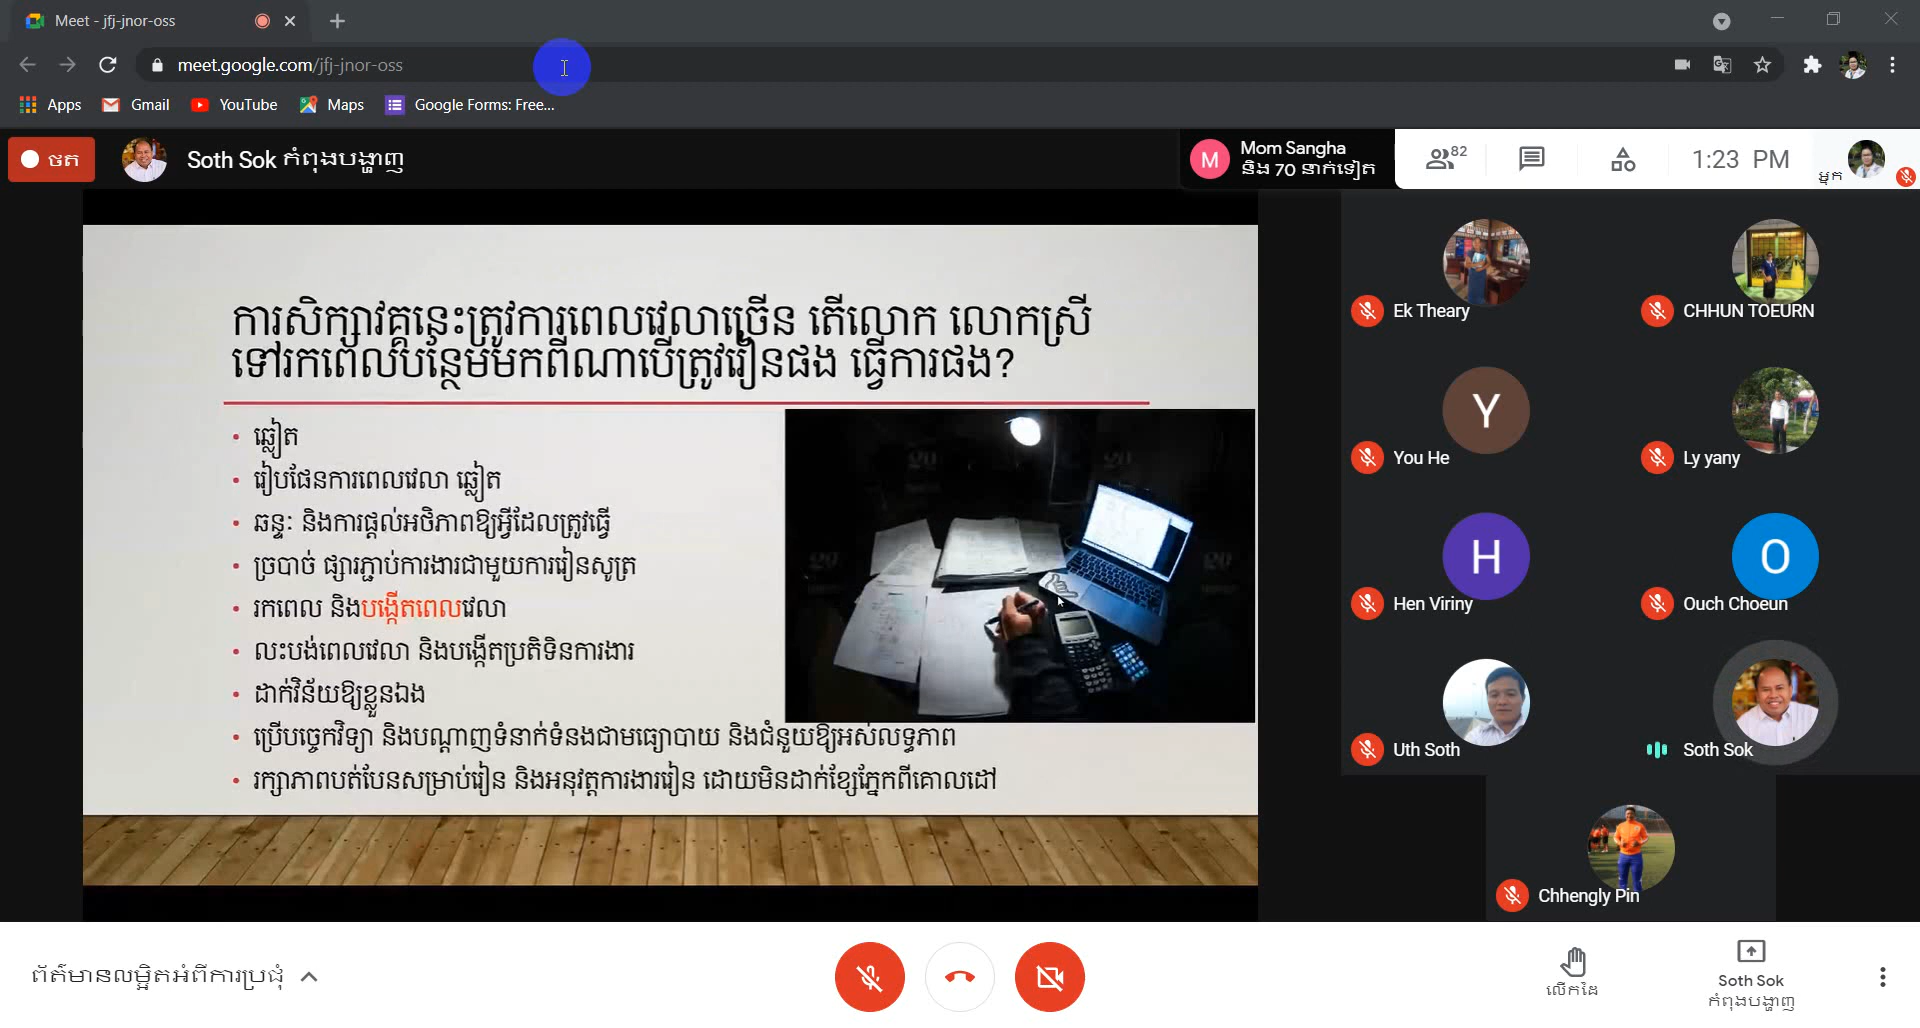 Meet - jfj-jnor-oss
meet.google.com/jfj-jnor-oss
Apps Gmail YouTube Maps Google Forms: Free...
ថត
Soth Sok កំពុងបង្ហាញ
M
Mom Sangha
និង 70 នាក់ទៀត
82
1:23 PM
អ្នក
ការសិក្សាវគ្គនេះត្រូវការពេលវេលាច្រើន តើលោក លោកស្រី
ទៅរកពេលបន្ថែមមកពីណាបើត្រូវរៀនផង ធ្វើការផង?
• ឆ្លៀត
• រៀបផែនការពេលវេលា ឆ្លៀត
• ឆន្ទៈ និងការផ្តល់អថិភាពឱ្យអ្វីដែលត្រូវធ្វើ
• ច្របាច់ ផ្សារភ្ជាប់ការងារជាមួយការរៀនសូត្រ
• រកពេល និងបង្កើតពេលវេលា
• លះបង់ពេលវេលា និងបង្កើតប្រតិទិនការងារ
• ដាក់វិន័យឱ្យខ្លួនឯង
• ប្រើបច្ចេកវិទ្យា និងបណ្តាញទំនាក់ទំនងជាមធ្យោបាយ និងជំនួយឱ្យអស់លទ្ធភាព
• រក្សាភាពបត់បែនសម្រាប់រៀន និងអនុវត្តការងាររៀន ដោយមិនដាក់ខ្សែភ្នែកពីគោលដៅ
Ek Theary
CHHUN TOEURN
Y
You He
Ly yany
H
Hen Viriny
O
Ouch Choeun
Uth Soth
Soth Sok
Chhengly Pin
ព័ត៌មានលម្អិតអំពីការប្រជុំ
លើកដៃ
Soth Sok
កំពុងបង្ហាញ